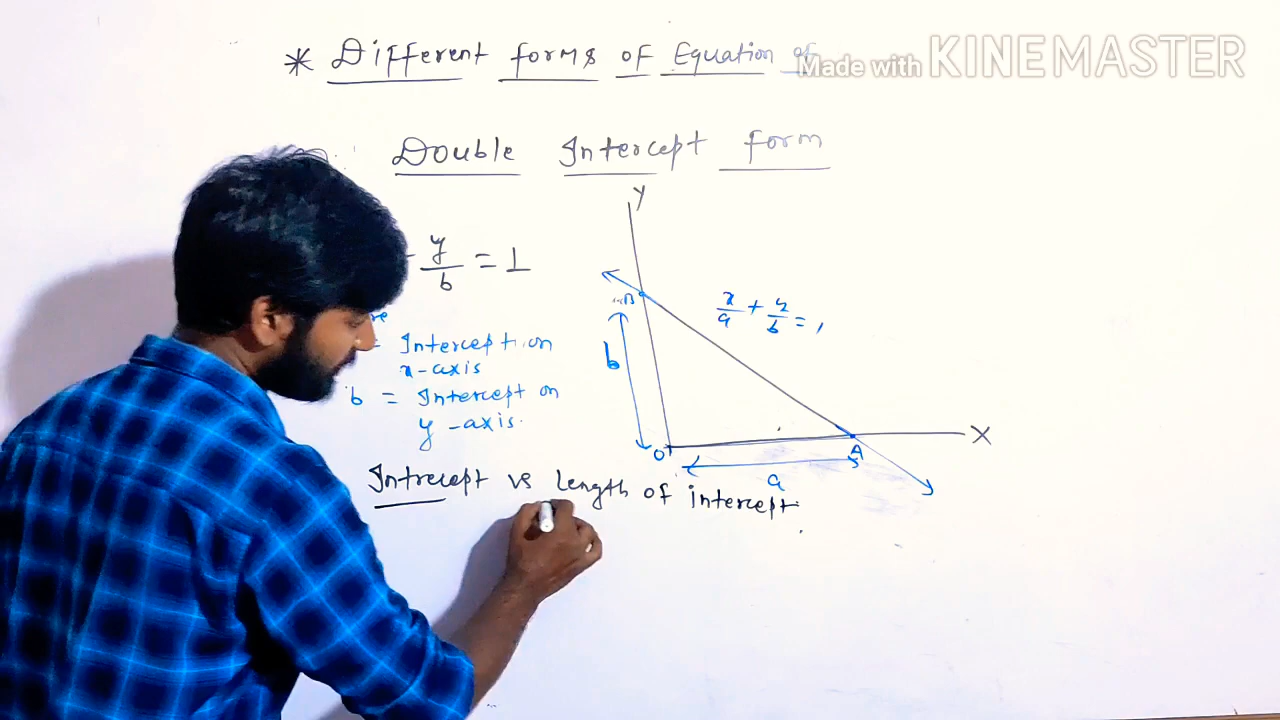 * Different forms of Equation of
Made with KINEMASTER
Double Intercept form
y/b = 1
Y
B
x/a + y/b = 1
= Intercept on
x-axis
b
b = Intercept on
y-axis.
O
A
X
a
Intrecept vs length of intercept.